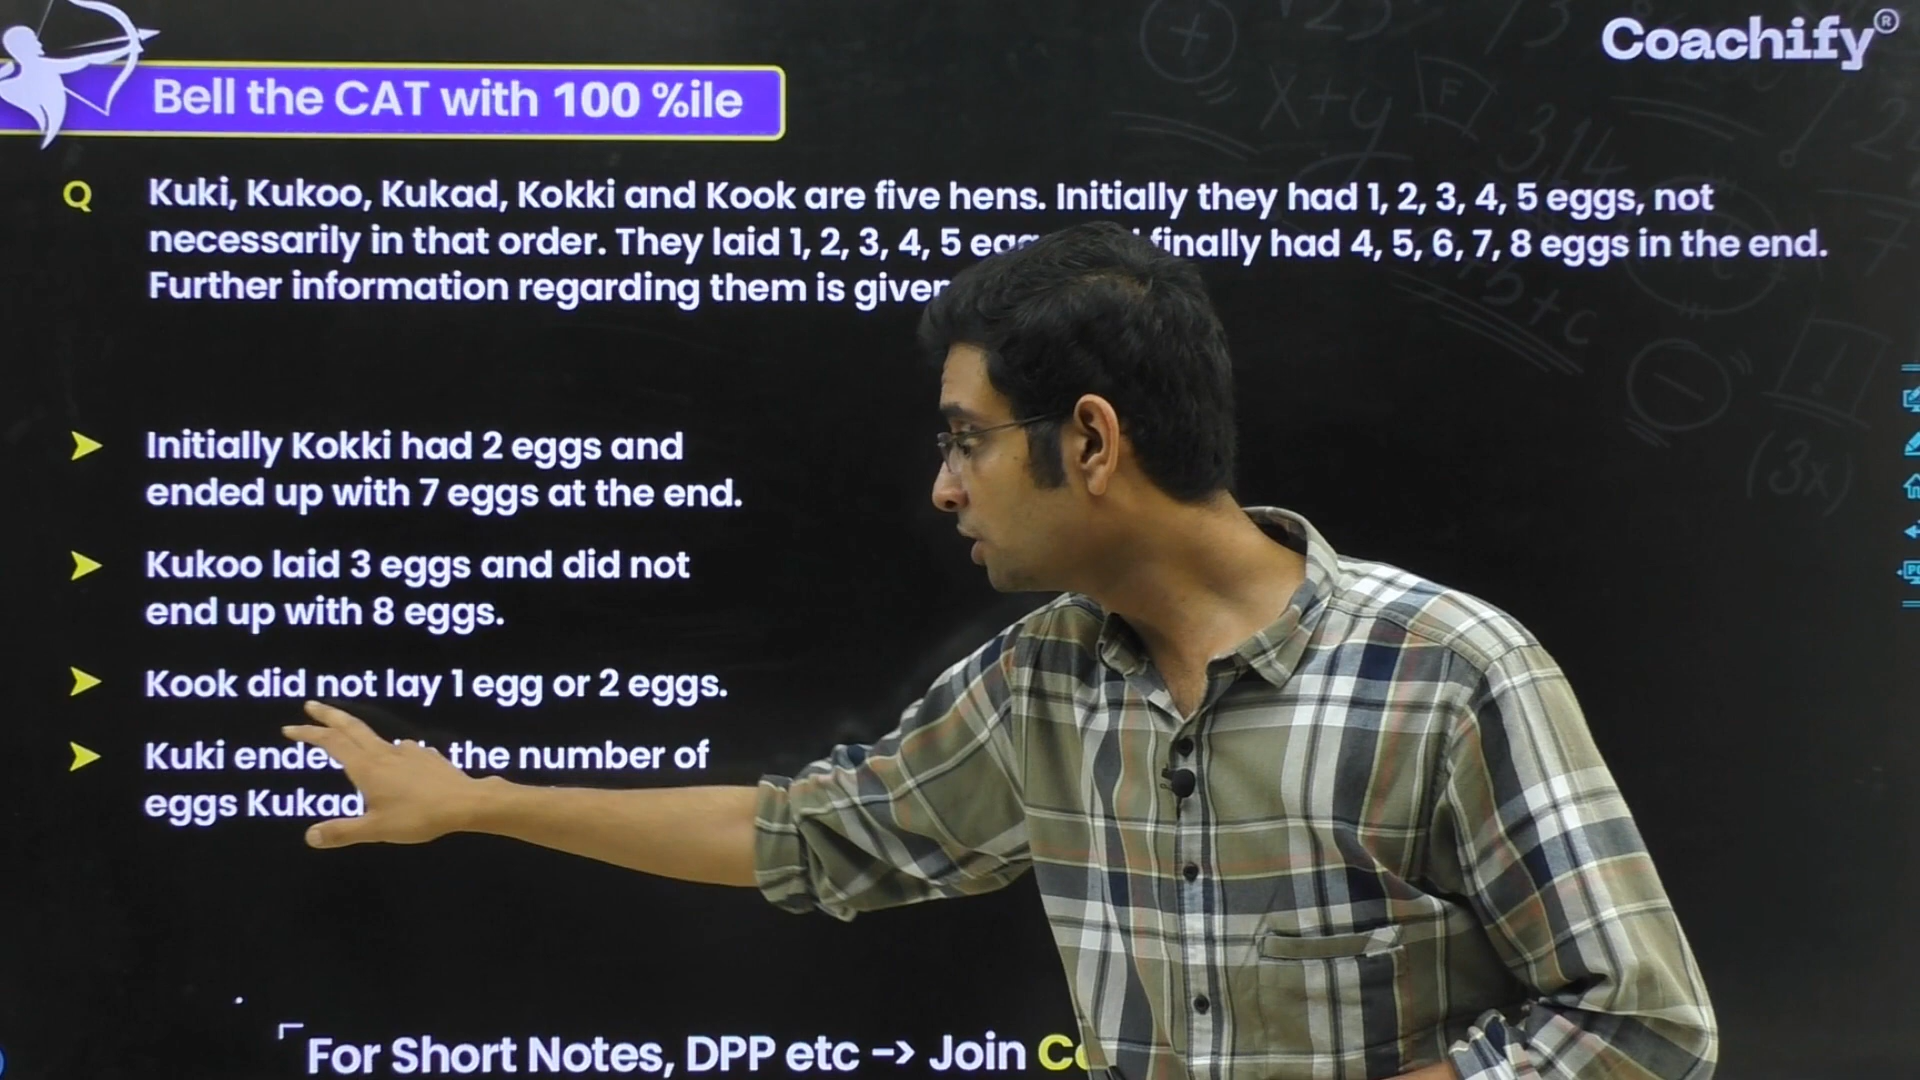 Coachify®
Bell the CAT with 100 %ile
Q Kuki, Kukoo, Kukad, Kokki and Kook are five hens. Initially they had 1, 2, 3, 4, 5 eggs, not
necessarily in that order. They laid 1, 2, 3, 4, 5 finally had 4, 5, 6, 7, 8 eggs in the end.
Further information regarding them is
Initially Kokki had 2 eggs and
ended up with 7 eggs at the end.
Kukoo laid 3 eggs and did not
end up with 8 eggs.
Kook did not lay 1 egg or 2 eggs.
Kuki the number of
eggs Kukad
For Short Notes, DPP etc -> Join
X+y
F
3,14
b+c
(3x)